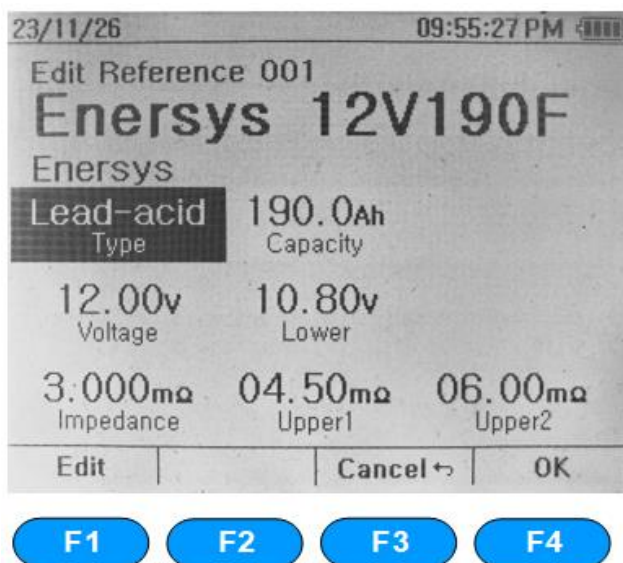 23/11/26 09:55:27 PM
Edit Reference 001
Enersys 12V190F
Enersys
Lead-acid 190.0Ah
Type Capacity
12.00v 10.80v
Voltage Lower
3.000mΩ 04.50mΩ 06.00mΩ
Impedance Upper1 Upper2
Edit Cancel OK
F1 F2 F3 F4